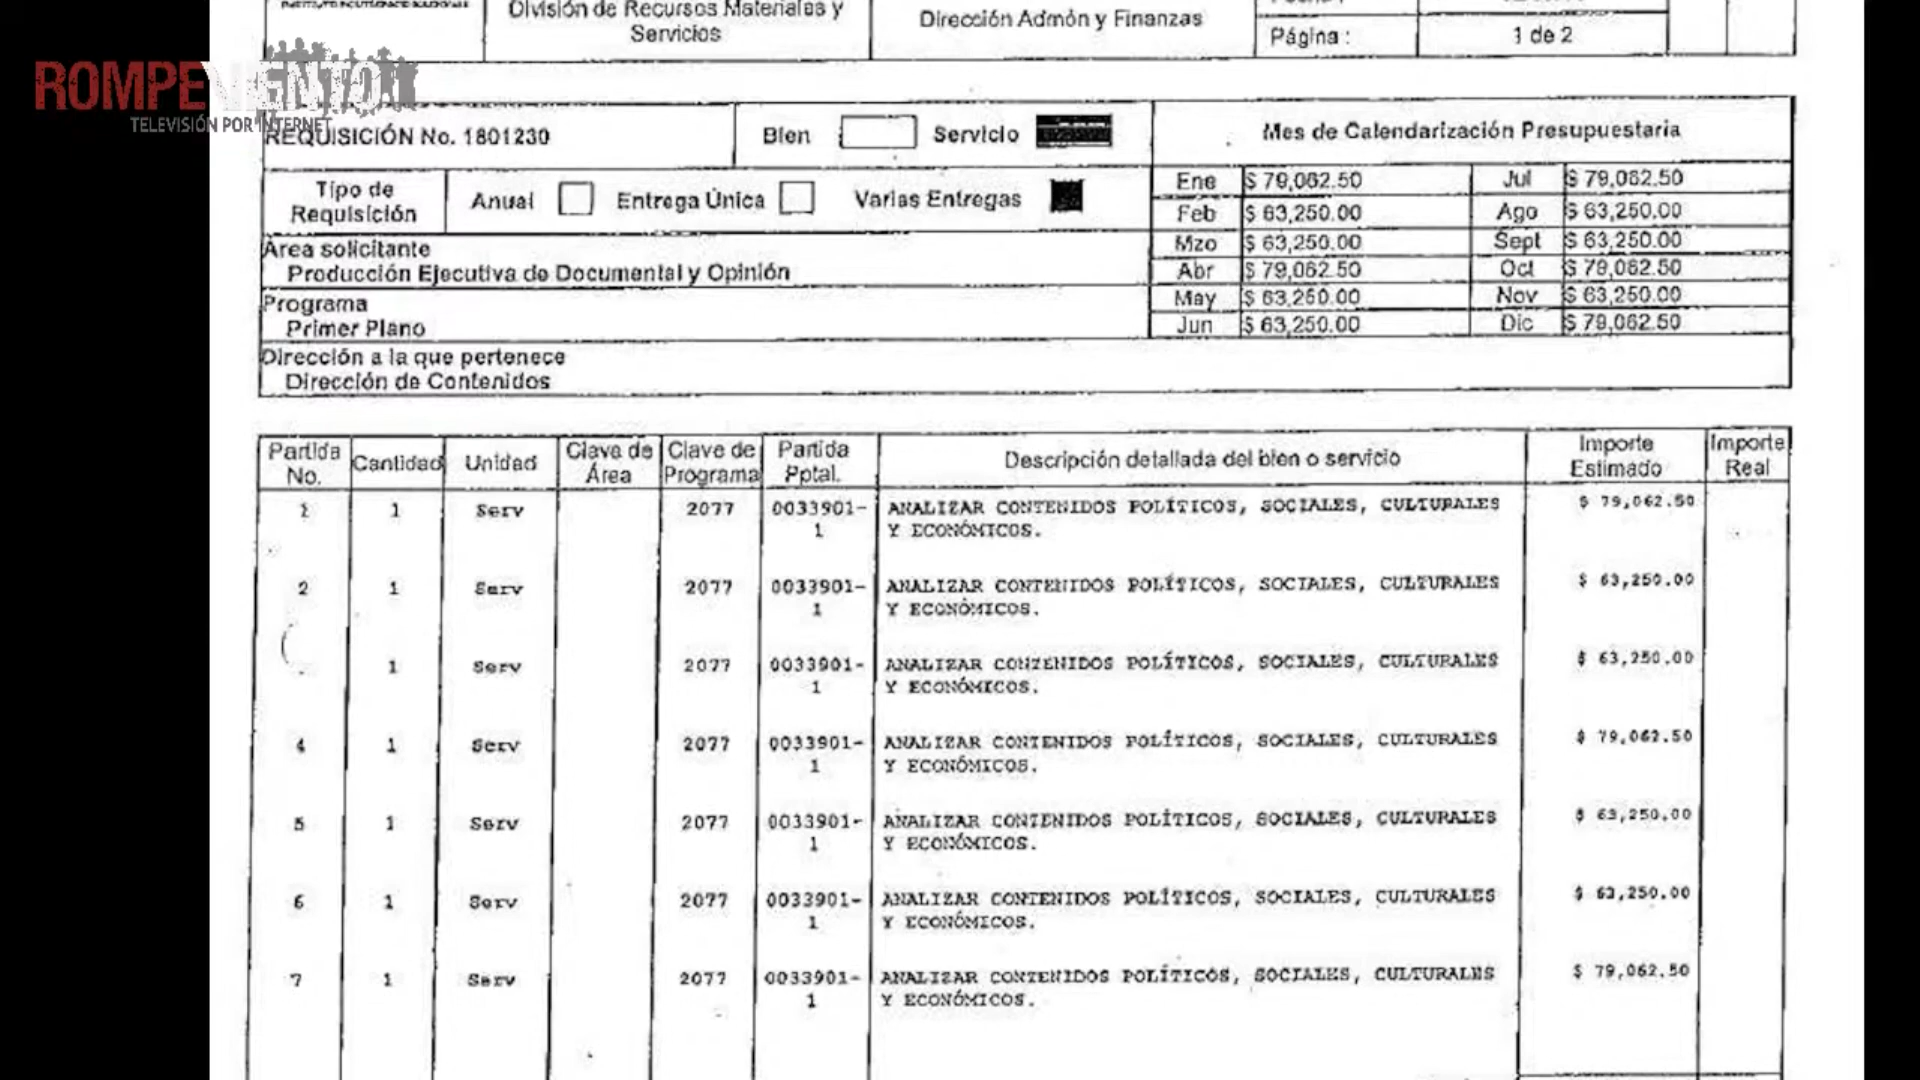 División de Recursos Materiales y
Servicios
Dirección Admón y Finanzas
Página :
1 de 2
ROMPEVIENTO
TELEVISIÓN POR INTERNET
REQUISICIÓN No. 1801230
Bien
Servicio
Mes de Calendarización Presupuestaria
Tipo de
Requisición
Anual
Entrega Única
Varias Entregas
Ene $ 79,062.50 Jul $ 79,062.50
Feb $ 63,250.00 Ago $ 63,250.00
Mzo $ 63,250.00 Sept $ 63,250.00
Abr $ 79,062.50 Oct $ 79,062.50
May $ 63,250.00 Nov $ 63,250.00
Jun $ 63,250.00 Dic $ 79,062.50
Área solicitante
Producción Ejecutiva de Documental y Opinión
Programa
Primer Plano
Dirección a la que pertenece
Dirección de Contenidos
Partida No. Cantidad Unidad Clave de Área Clave de Programa Partida Pptal. Descripción detallada del bien o servicio Importe Estimado Importe Real
1 1 Serv 2077 0033901- ANALIZAR CONTENIDOS POLÍTICOS, SOCIALES, CULTURALES $ 79,062.50
1 Y ECONÓMICOS.
2 1 Serv 2077 0033901- ANALIZAR CONTENIDOS POLÍTICOS, SOCIALES, CULTURALES $ 63,250.00
1 Y ECONÓMICOS.
1 Serv 2077 0033901- ANALIZAR CONTENIDOS POLÍTICOS, SOCIALES, CULTURALES $ 63,250.00
1 Y ECONÓMICOS.
4 1 Serv 2077 0033901- ANALIZAR CONTENIDOS POLÍTICOS, SOCIALES, CULTURALES $ 79,062.50
1 Y ECONÓMICOS.
5 1 Serv 2077 0033901- ANALIZAR CONTENIDOS POLÍTICOS, SOCIALES, CULTURALES $ 63,250.00
1 Y ECONÓMICOS.
6 1 Serv 2077 0033901- ANALIZAR CONTENIDOS POLÍTICOS, SOCIALES, CULTURALES $ 63,250.00
1 Y ECONÓMICOS.
7 1 Serv 2077 0033901- ANALIZAR CONTENIDOS POLÍTICOS, SOCIALES, CULTURALES $ 79,062.50
1 Y ECONÓMICOS.